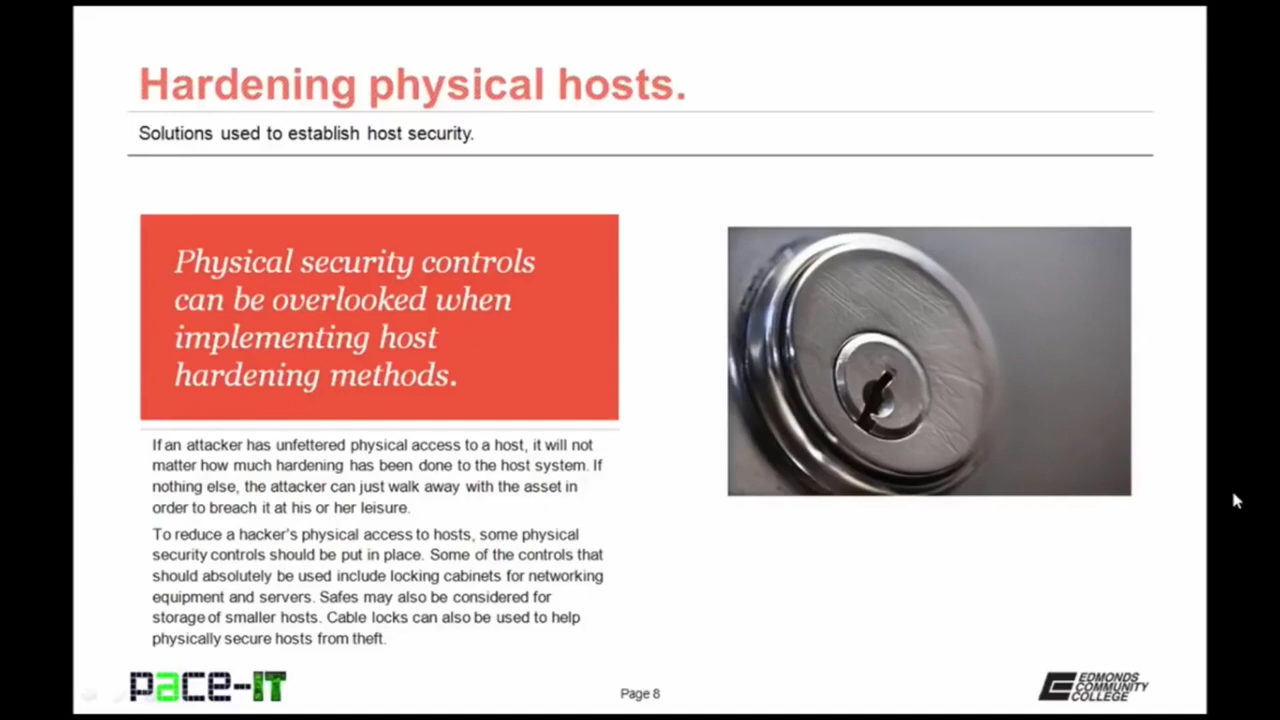 Hardening physical hosts.
Solutions used to establish host security.
Physical security controls
can be overlooked when
implementing host
hardening methods.
If an attacker has unfettered physical access to a host, it will not
matter how much hardening has been done to the host system. If
nothing else, the attacker can just walk away with the asset in
order to breach it at his or her leisure.
To reduce a hacker's physical access to hosts, some physical
security controls should be put in place. Some of the controls that
should absolutely be used include locking cabinets for networking
equipment and servers. Safes may also be considered for
storage of smaller hosts. Cable locks can also be used to help
physically secure hosts from theft.
pace-IT
Page 8
EDMONDS
COMMUNITY
COLLEGE